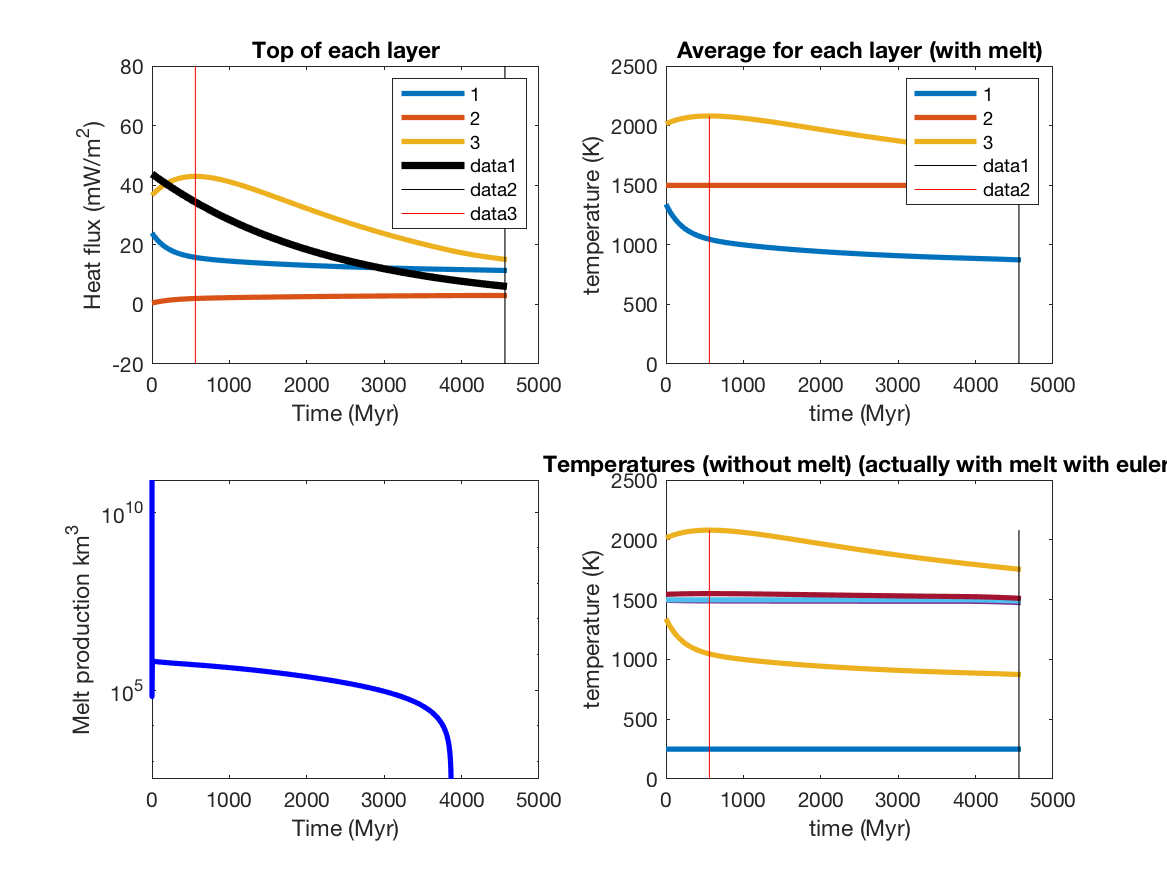 Top of each layer
80
60
40
20
0
-20
Heat flux (mW/m2)
0 1000 2000 3000 4000 5000
Time (Myr)
1
2
3
data1
data2
data3
Average for each layer (with melt)
2500
2000
1500
1000
500
0
temperature (K)
0 1000 2000 3000 4000 5000
time (Myr)
1
2
3
data1
data2
Melt production km3
1010
105
0 1000 2000 3000 4000 5000
Time (Myr)
Temperatures (without melt) (actually with melt with euler
2500
2000
1500
1000
500
0
temperature (K)
0 1000 2000 3000 4000 5000
time (Myr)